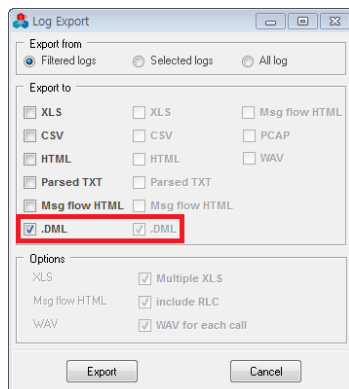 Log Export
Export from
Filtered logs Selected logs All log
Export to
XLS XLS Msg flow HTML
CSV CSV PCAP
HTML HTML WAV
Parsed TXT Parsed TXT
Msg flow HTML Msg flow HTML
.DML .DML
Options
XLS Multiple XLS
Msg flow HTML include RLC
WAV WAV for each call
Export Cancel